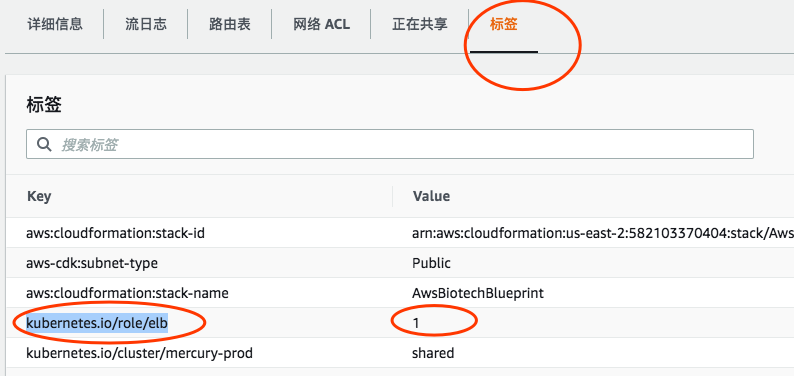 详细信息 流日志 路由表 网络 ACL 正在共享 标签
标签
搜索标签
Key Value
aws:cloudformation:stack-id arn:aws:cloudformation:us-east-2:582103370404:stack/Aws
aws-cdk:subnet-type Public
aws:cloudformation:stack-name AwsBiotechBlueprint
kubernetes.io/role/elb 1
kubernetes.io/cluster/mercury-prod shared